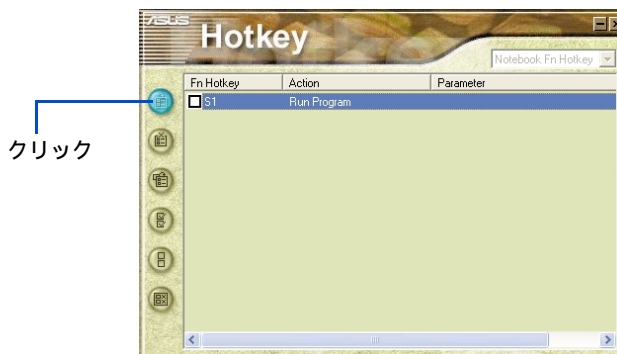 ASUS
Hotkey
Notebook Fn Hotkey
Fn Hotkey Action Parameter
S1 Run Program
クリック